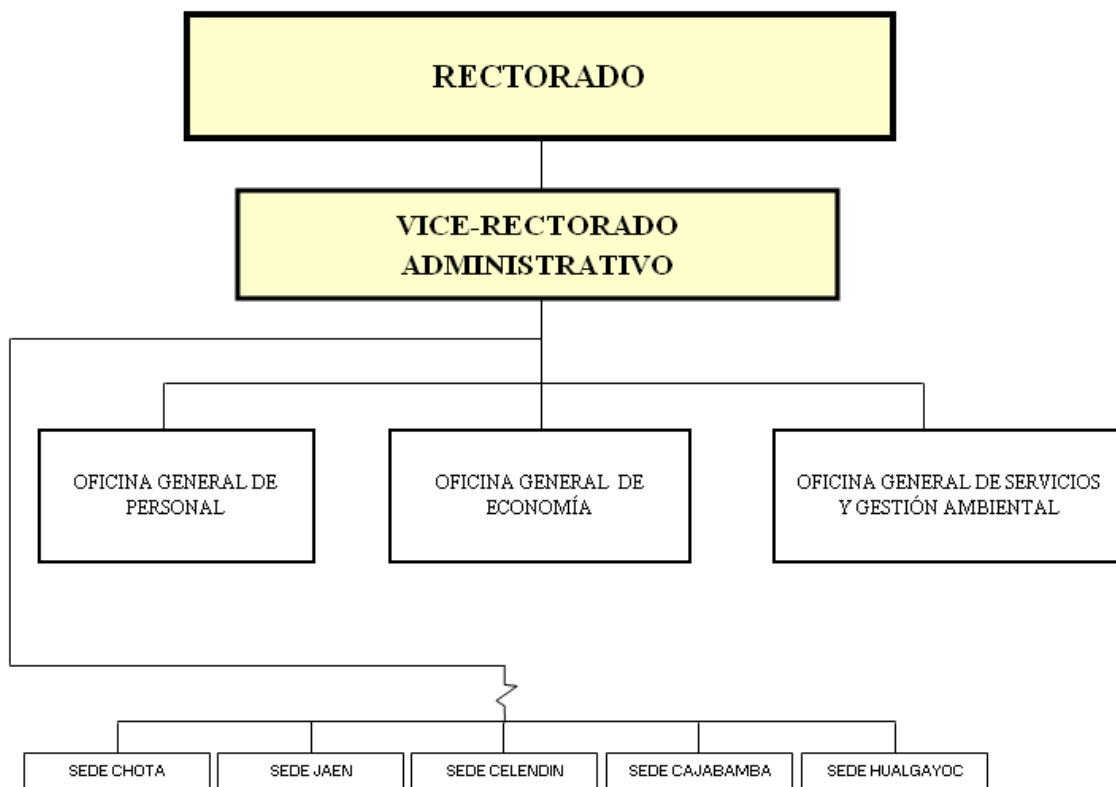 RECTORADO
VICE-RECTORADO
ADMINISTRATIVO
OFICINA GENERAL DE
PERSONAL
OFICINA GENERAL DE
ECONOMÍA
OFICINA GENERAL DE SERVICIOS
Y GESTIÓN AMBIENTAL
SEDE CHOTA
SEDE JAEN
SEDE CELENDIN
SEDE CAJABAMBA
SEDE HUALGAYOC